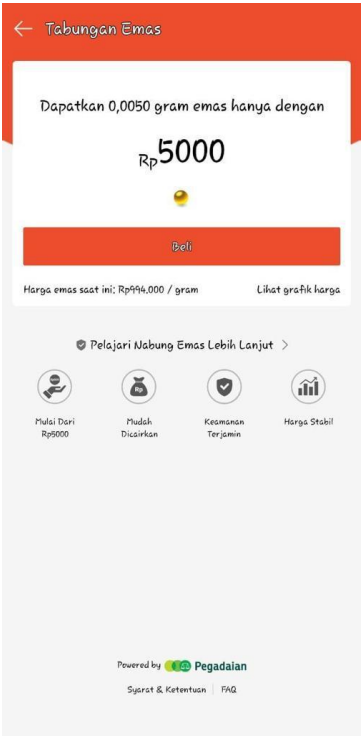 Tabungan Emas
Dapatkan 0,0050 gram emas hanya dengan
Rp5000
Beli
Harga emas saat ini: Rp994.000 / gram
Lihat grafik harga
Pelajari Nabung Emas Lebih Lanjut
Mulai Dari
Rp5000
Mudah
Dicairkan
Keamanan
Terjamin
Harga Stabil
Powered by Pegadaian
Syarat & Ketentuan | FAQ